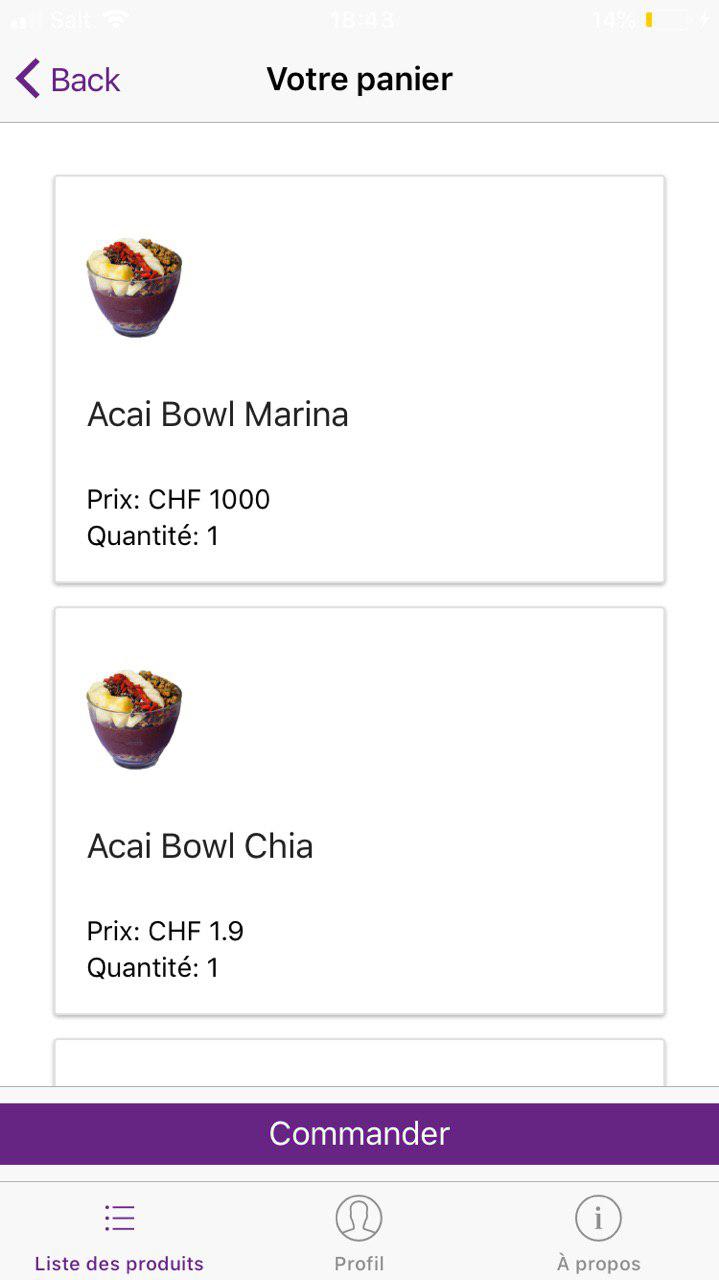 Salt
18:43
14%
Back
Votre panier
Acai Bowl Marina
Prix: CHF 1000
Quantité: 1
Acai Bowl Chia
Prix: CHF 1.9
Quantité: 1
Commander
Liste des produits
Profil
À propos